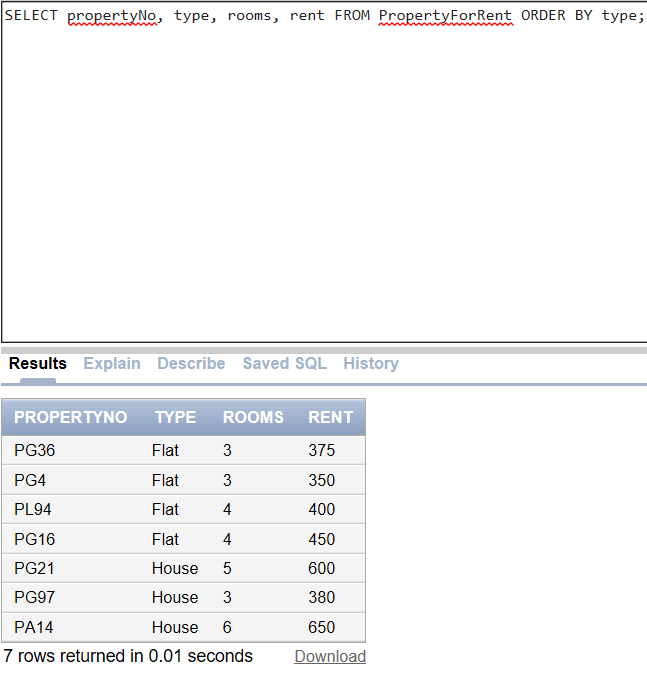 SELECT propertyNo, type, rooms, rent FROM PropertyForRent ORDER BY type;
Results Explain Describe Saved SQL History
PROPERTYNO TYPE ROOMS RENT
PG36 Flat 3 375
PG4 Flat 3 350
PL94 Flat 4 400
PG16 Flat 4 450
PG21 House 5 600
PG97 House 3 380
PA14 House 6 650
7 rows returned in 0.01 seconds Download